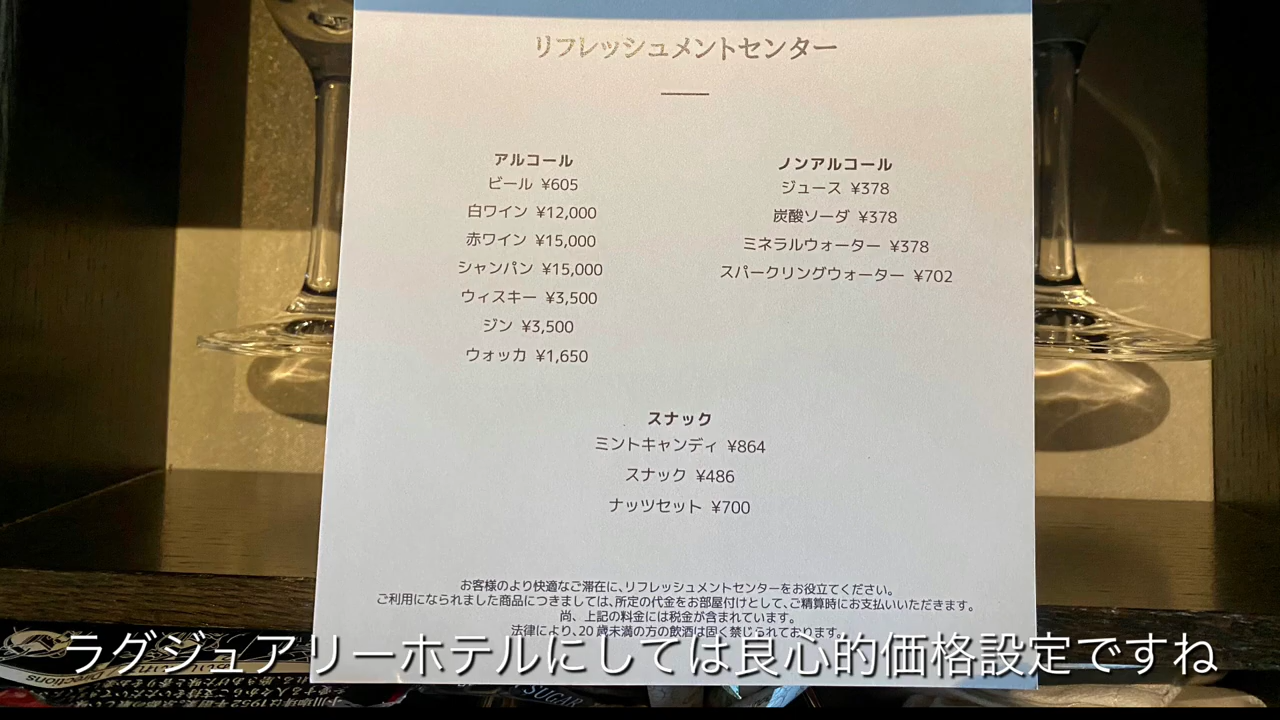 リフレッシュメントセンター
アルコール
ビール ¥605
白ワイン ¥12,000
赤ワイン ¥15,000
シャンパン ¥15,000
ウィスキー ¥3,500
ジン ¥3,500
ウォッカ ¥1,650
ノンアルコール
ジュース ¥378
炭酸ソーダ ¥378
ミネラルウォーター ¥378
スパークリングウォーター ¥702
スナック
ミントキャンディ ¥864
スナック ¥486
ナッツセット ¥700
お客様のより快適なご滞在に、リフレッシュメントセンターをお役立てください。
ご利用になられました商品につきましては、所定の代金をお部屋付けとして、ご精算時にお支払いいただきます。
尚、上記の料金には税金が含まれています。
法律により、20 歳未満の方の飲酒は固く禁じられております。
ラグジュアリーホテルにしては良心的価格設定ですね
Directions
SUGAR